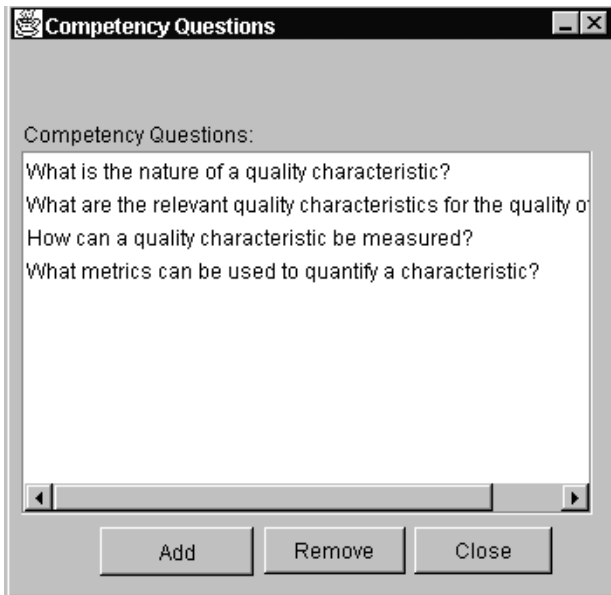 Competency Questions
Competency Questions:
What is the nature of a quality characteristic?
What are the relevant quality characteristics for the quality of
How can a quality characteristic be measured?
What metrics can be used to quantify a characteristic?
Add Remove Close